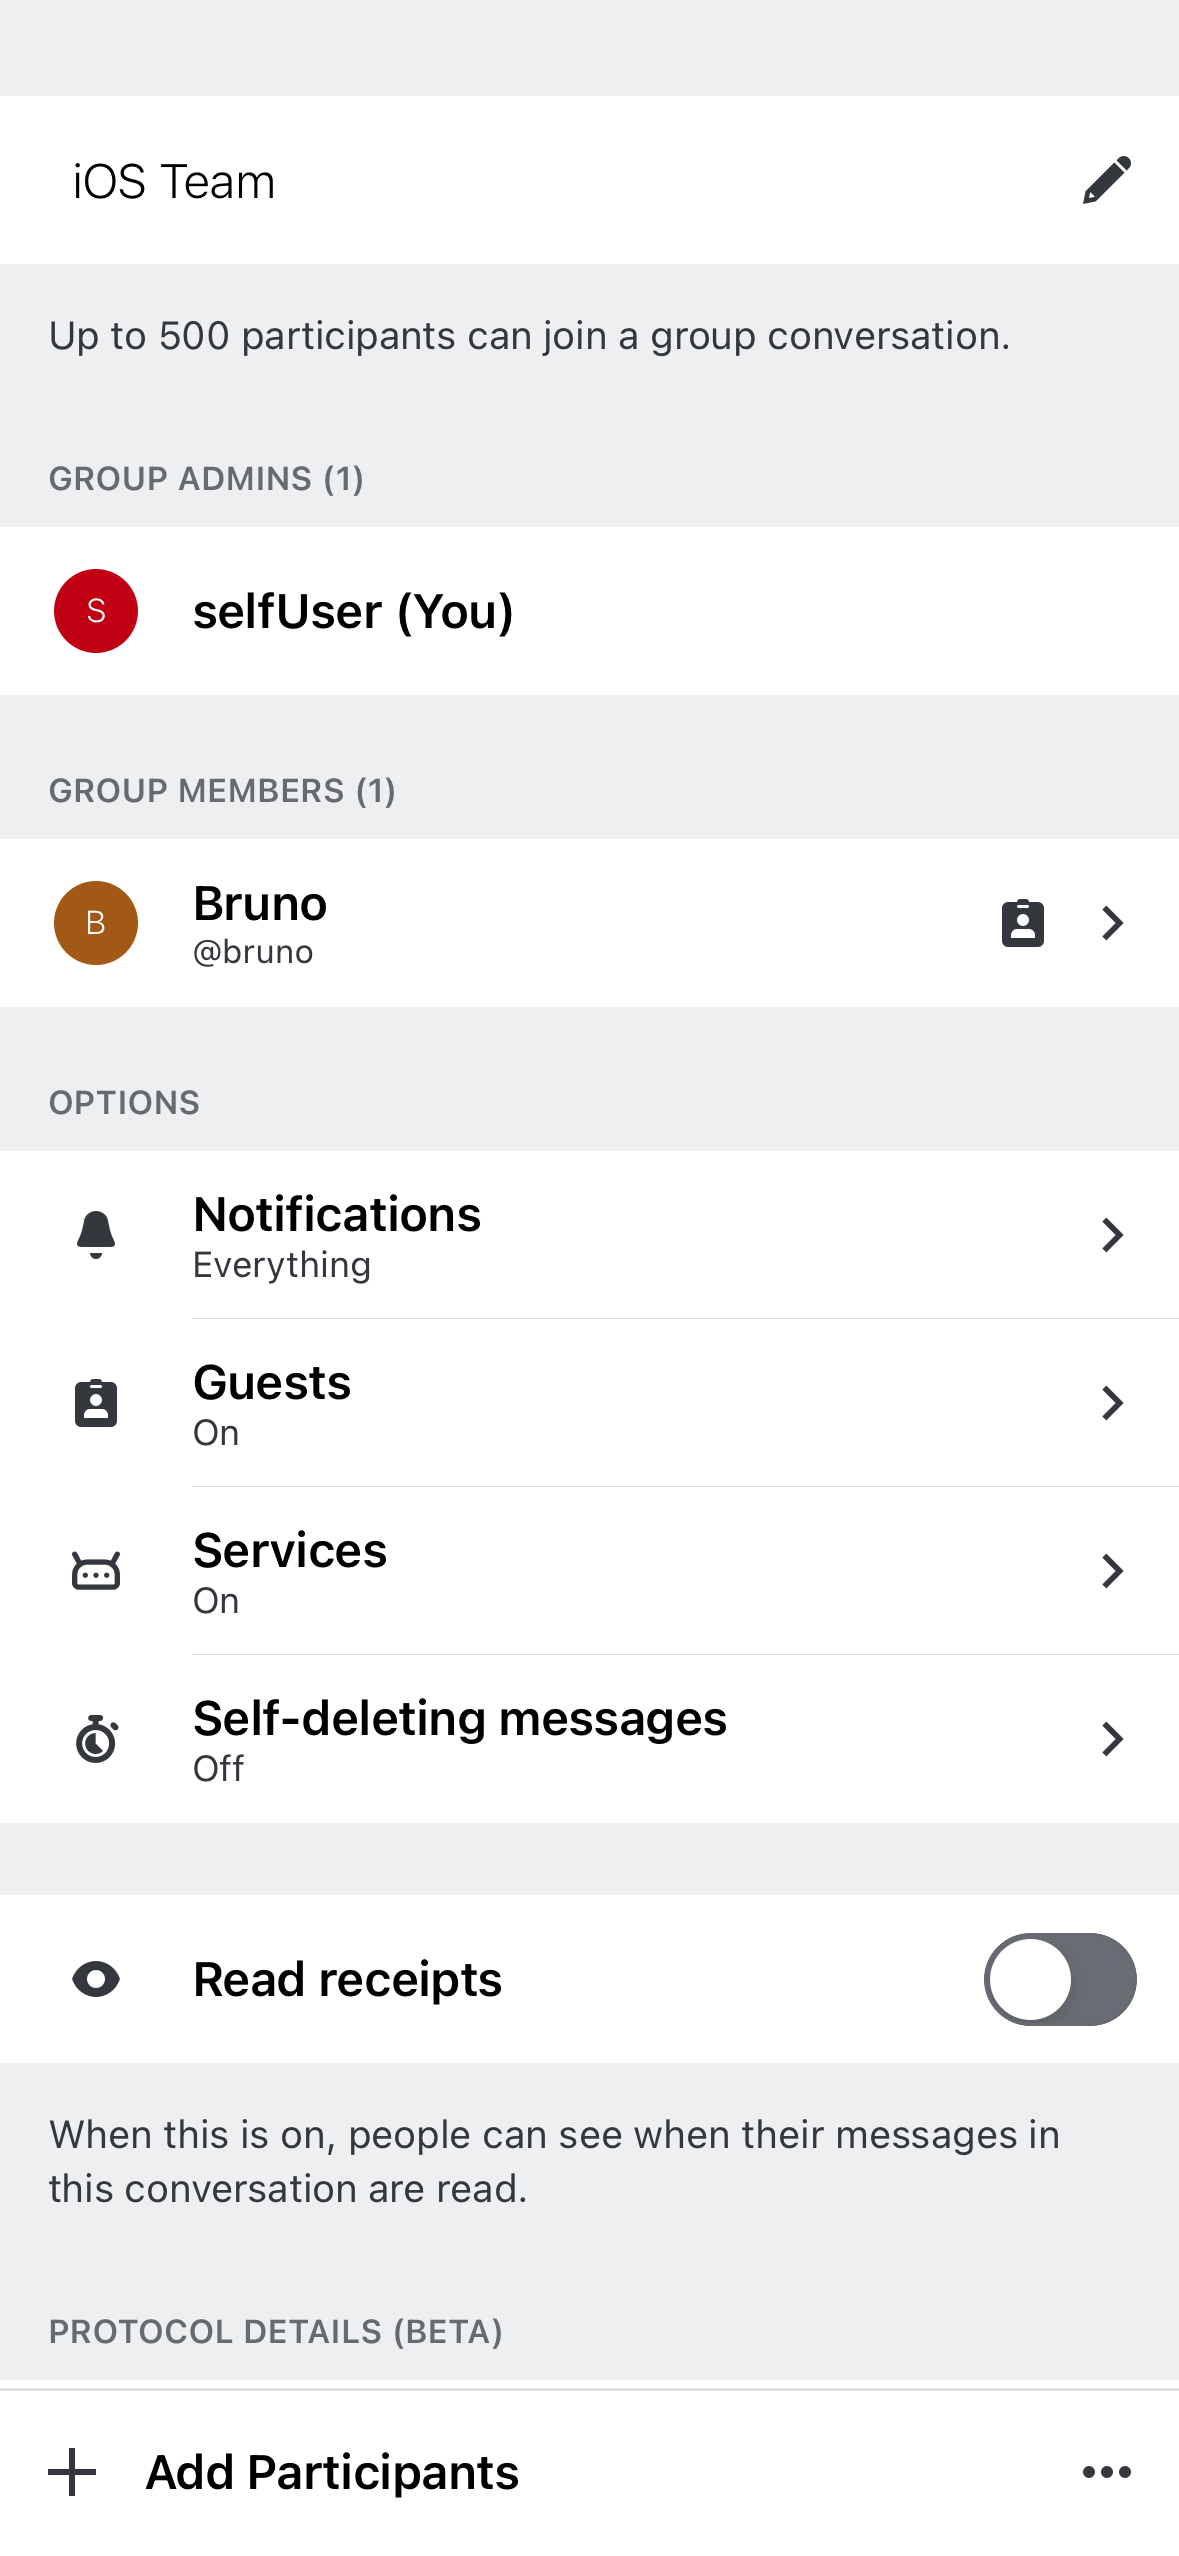 iOS Team
Up to 500 participants can join a group conversation.
GROUP ADMINS (1)
S
selfUser (You)
GROUP MEMBERS (1)
B
Bruno
@bruno
OPTIONS
Notifications
Everything
Guests
On
Services
On
Self-deleting messages
Off
Read receipts
When this is on, people can see when their messages in
this conversation are read.
PROTOCOL DETAILS (BETA)
Add Participants